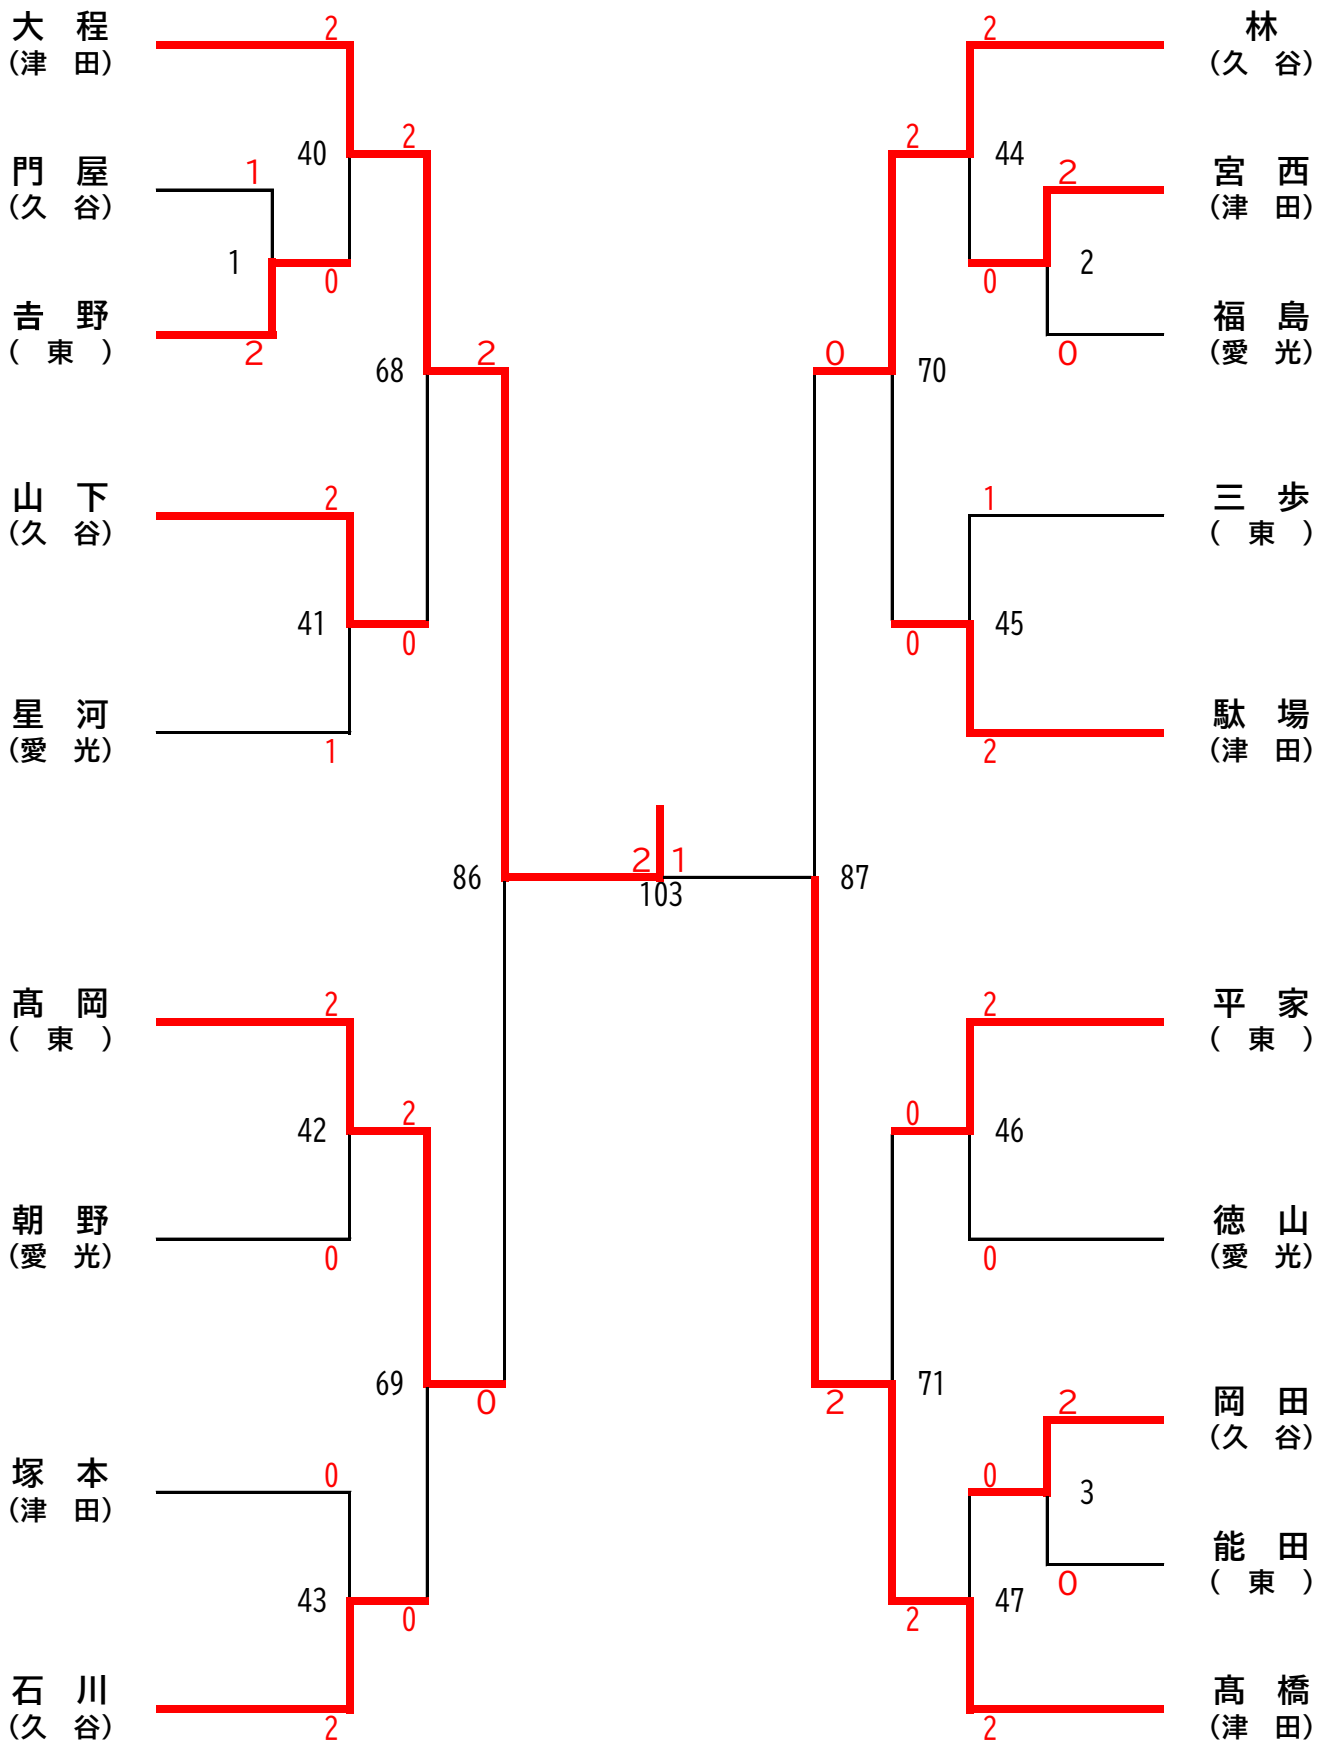 大 程
(津 田)
2
門 屋
(久 谷)
1
40
2
1
0
𠮷 野
( 東 )
2
68
2
山 下
(久 谷)
2
41
0
星 河
(愛 光)
1
86
2 1
103
髙 岡
( 東 )
2
42
2
朝 野
(愛 光)
0
69
0
塚 本
(津 田)
0
43
0
石 川
(久 谷)
2
林
(久 谷)
2
2
44
宮 西
(津 田)
2
0
2
福 島
(愛 光)
0
0
70
三 歩
( 東 )
1
0
45
駄 場
(津 田)
2
87
平 家
( 東 )
2
0
46
徳 山
(愛 光)
0
2
71
岡 田
(久 谷)
2
0
3
能 田
( 東 )
0
2
47
髙 橋
(津 田)
2